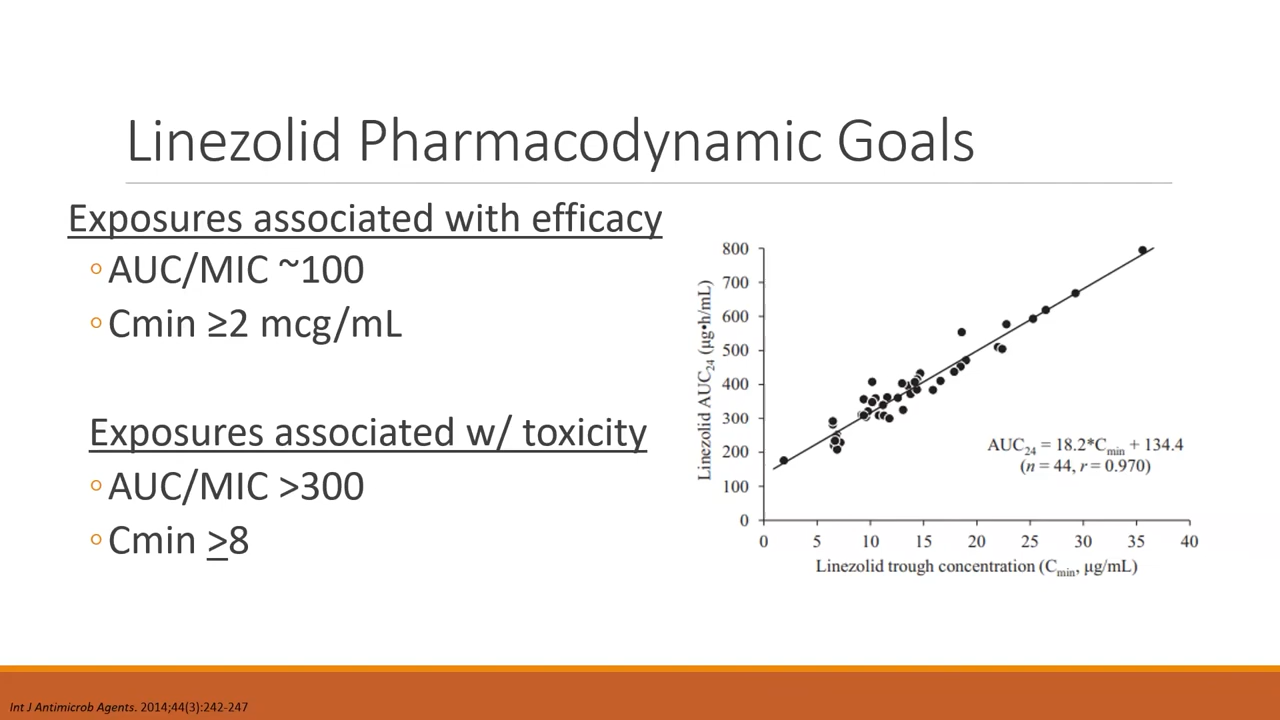 Linezolid Pharmacodynamic Goals
Exposures associated with efficacy
◦AUC/MIC ~100
◦Cmin ≥2 mcg/mL
Exposures associated w/ toxicity
◦AUC/MIC >300
◦Cmin ≥8
Linezolid AUC24 (µg•h/mL)
800
700
600
500
400
300
200
100
0
AUC24 = 18.2*Cmin + 134.4
(n = 44, r = 0.970)
0 5 10 15 20 25 30 35 40
Linezolid trough concentration (Cmin, µg/mL)
Int J Antimicrob Agents. 2014;44(3):242-247